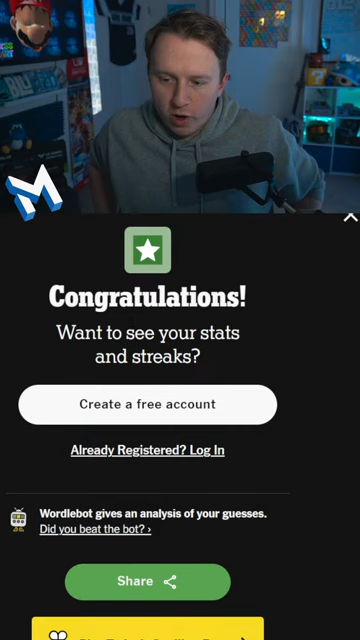 M
Congratulations!
Want to see your stats
and streaks?
Create a free account
Already Registered? Log In
Wordlebot gives an analysis of your guesses.
Did you beat the bot? ›
Share